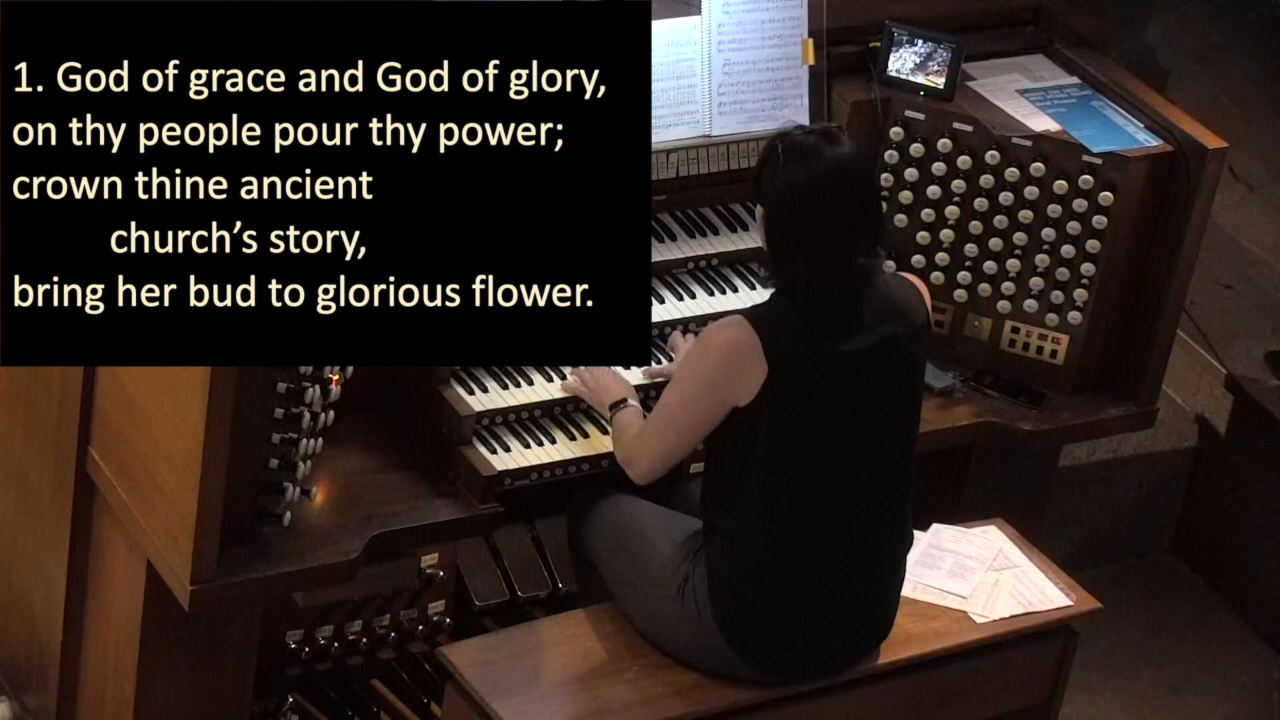 1. God of grace and God of glory,
on thy people pour thy power;
crown thine ancient
church’s story,
bring her bud to glorious flower.